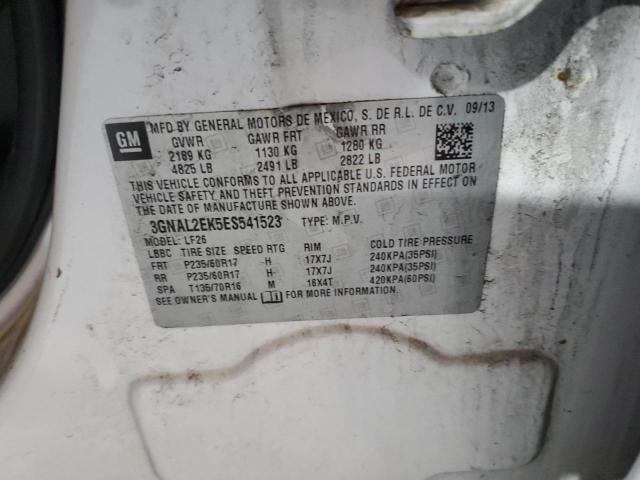 GM
MFD BY GENERAL MOTORS DE MEXICO, S. DE R.L. DE C.V. 09/13
GVWR GAWR FRT GAWR RR
2189 KG 1130 KG 1280 KG
4825 LB 2491 LB 2822 LB
THIS VEHICLE CONFORMS TO ALL APPLICABLE U.S. FEDERAL MOTOR
VEHICLE SAFETY, AND THEFT PREVENTION STANDARDS IN EFFECT ON
THE DATE OF MANUFACTURE SHOWN ABOVE.
3GNAL2EK5ES541523 TYPE: M.P.V.
MODEL: LF26
LBBC TIRE SIZE SPEED RTG RIM COLD TIRE PRESSURE
FRT P235/60R17 H 17X7J 240KPA(35PSI)
RR P235/60R17 H 17X7J 240KPA(35PSI)
SPA T135/70R16 M 16X4T 420KPA(60PSI)
SEE OWNER'S MANUAL FOR MORE INFORMATION.